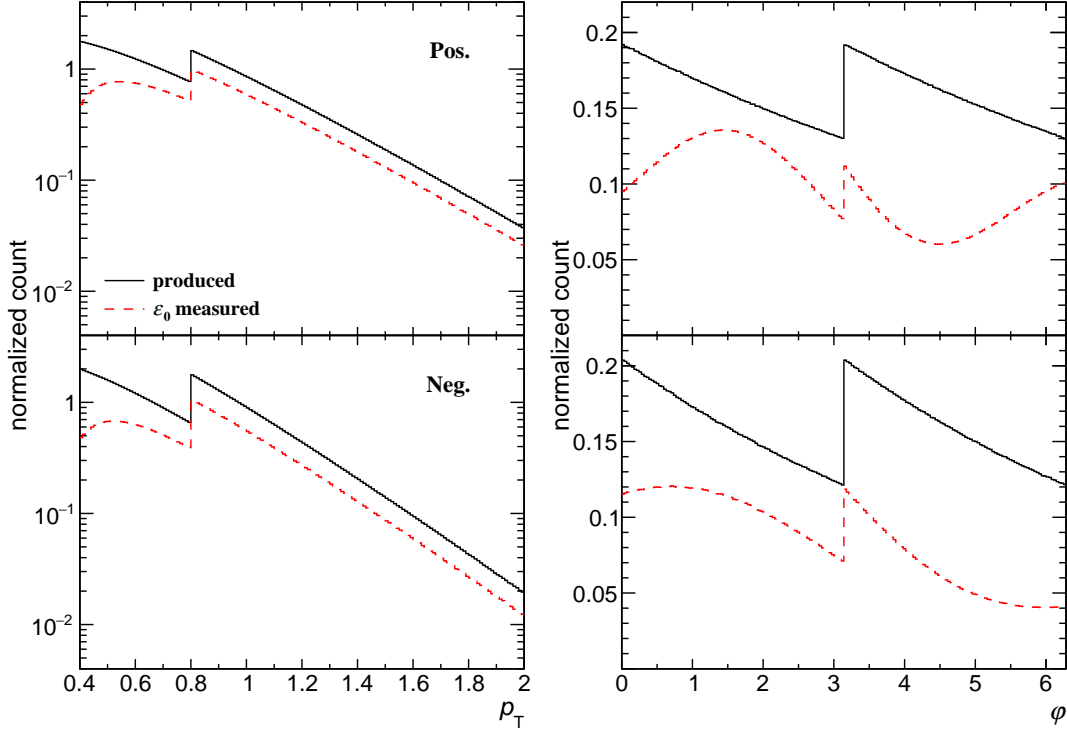 normalized count
1
10⁻¹
10⁻²
Pos.
produced
ε₀ measured
normalized count
0.2
0.15
0.1
0.05
normalized count
1
10⁻¹
10⁻²
Neg.
0.4 0.6 0.8 1 1.2 1.4 1.6 1.8 2
p_T
normalized count
0.2
0.15
0.1
0.05
0 1 2 3 4 5 6
φ